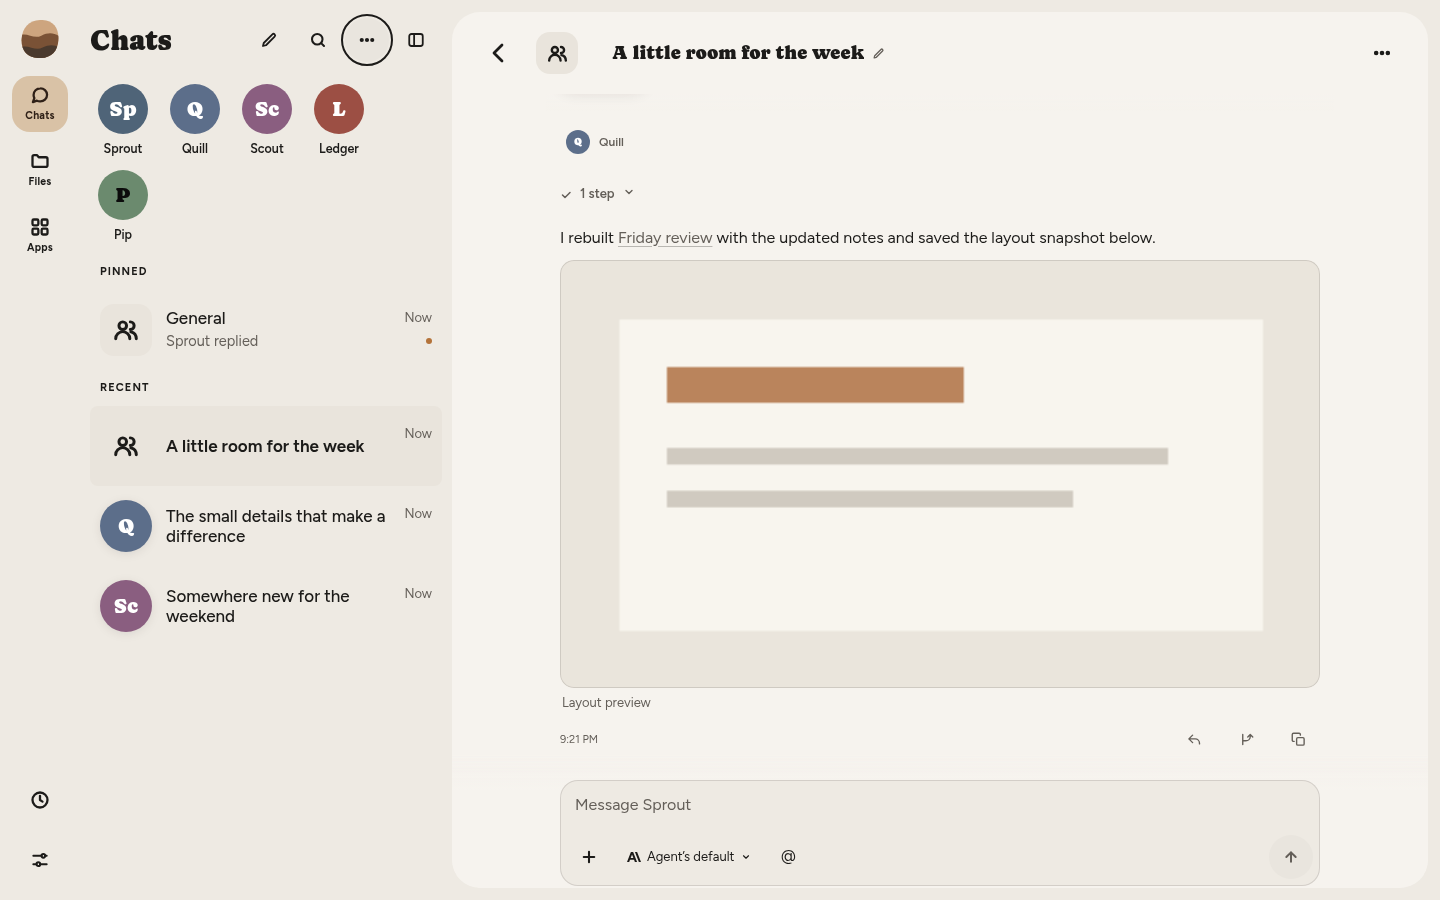 Chats
Chats
Files
Apps
Sp
Sprout
Q
Quill
Sc
Scout
L
Ledger
P
Pip
PINNED
General
Now
Sprout replied
RECENT
A little room for the week
Now
Q
The small details that make a difference
Now
Sc
Somewhere new for the weekend
Now
A little room for the week
Q
Quill
1 step
I rebuilt Friday review with the updated notes and saved the layout snapshot below.
Layout preview
9:21 PM
Message Sprout
Agent's default
@